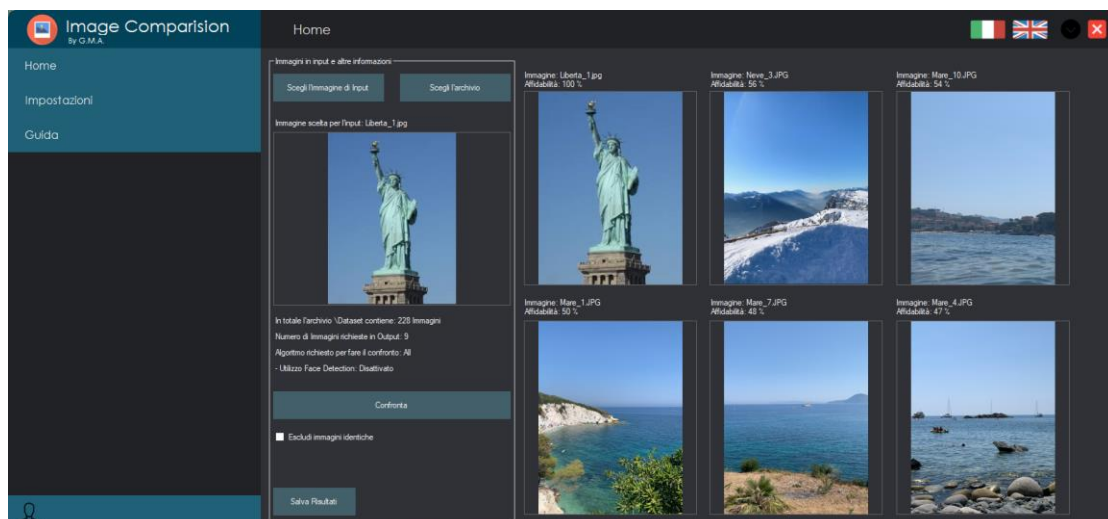 Image Comparision
By G.M.A.
Home
Home
Impostazioni
Guida
Immagini in input e altre informazioni
Scegli l'immagine di Input
Scegli l'archivio
Immagine scelta per l'input: Liberta_1.jpg
In totale l'archivio \Dataset contiene: 228 Immagini
Numero di Immagini richieste in Output: 9
Algoritmo richiesto per fare il confronto: All
- Utilizzo Face Detection: Disattivato
Confronta
Escludi immagini identiche
Salva Risultati
Immagine: Liberta_1.jpg
Affidabilità: 100 %
Immagine: Neve_3.JPG
Affidabilità: 56 %
Immagine: Mare_10.JPG
Affidabilità: 54 %
Immagine: Mare_1.JPG
Affidabilità: 50 %
Immagine: Mare_7.JPG
Affidabilità: 48 %
Immagine: Mare_4.JPG
Affidabilità: 47 %